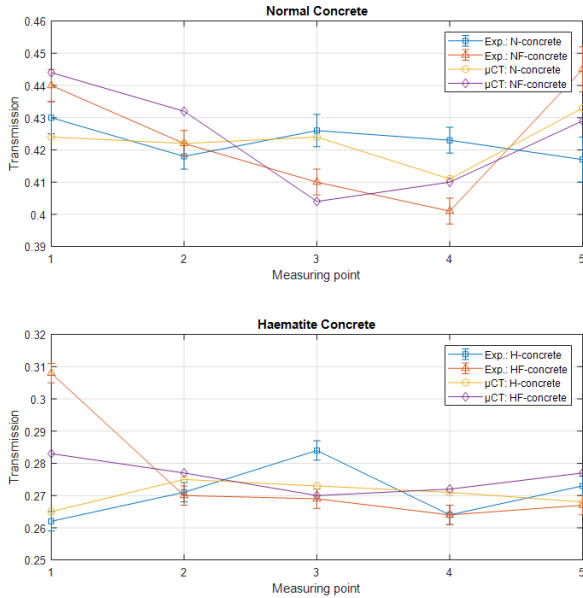 Normal Concrete
0.46
0.45
0.44
0.43
0.42
0.41
0.4
0.39
Transmission
1 2 3 4 5
Measuring point
Exp.: N-concrete
Exp.: NF-concrete
µCT: N-concrete
µCT: NF-concrete
Haematite Concrete
0.32
0.31
0.3
0.29
0.28
0.27
0.26
0.25
Transmission
1 2 3 4 5
Measuring point
Exp.: H-concrete
Exp.: HF-concrete
µCT: H-concrete
µCT: HF-concrete